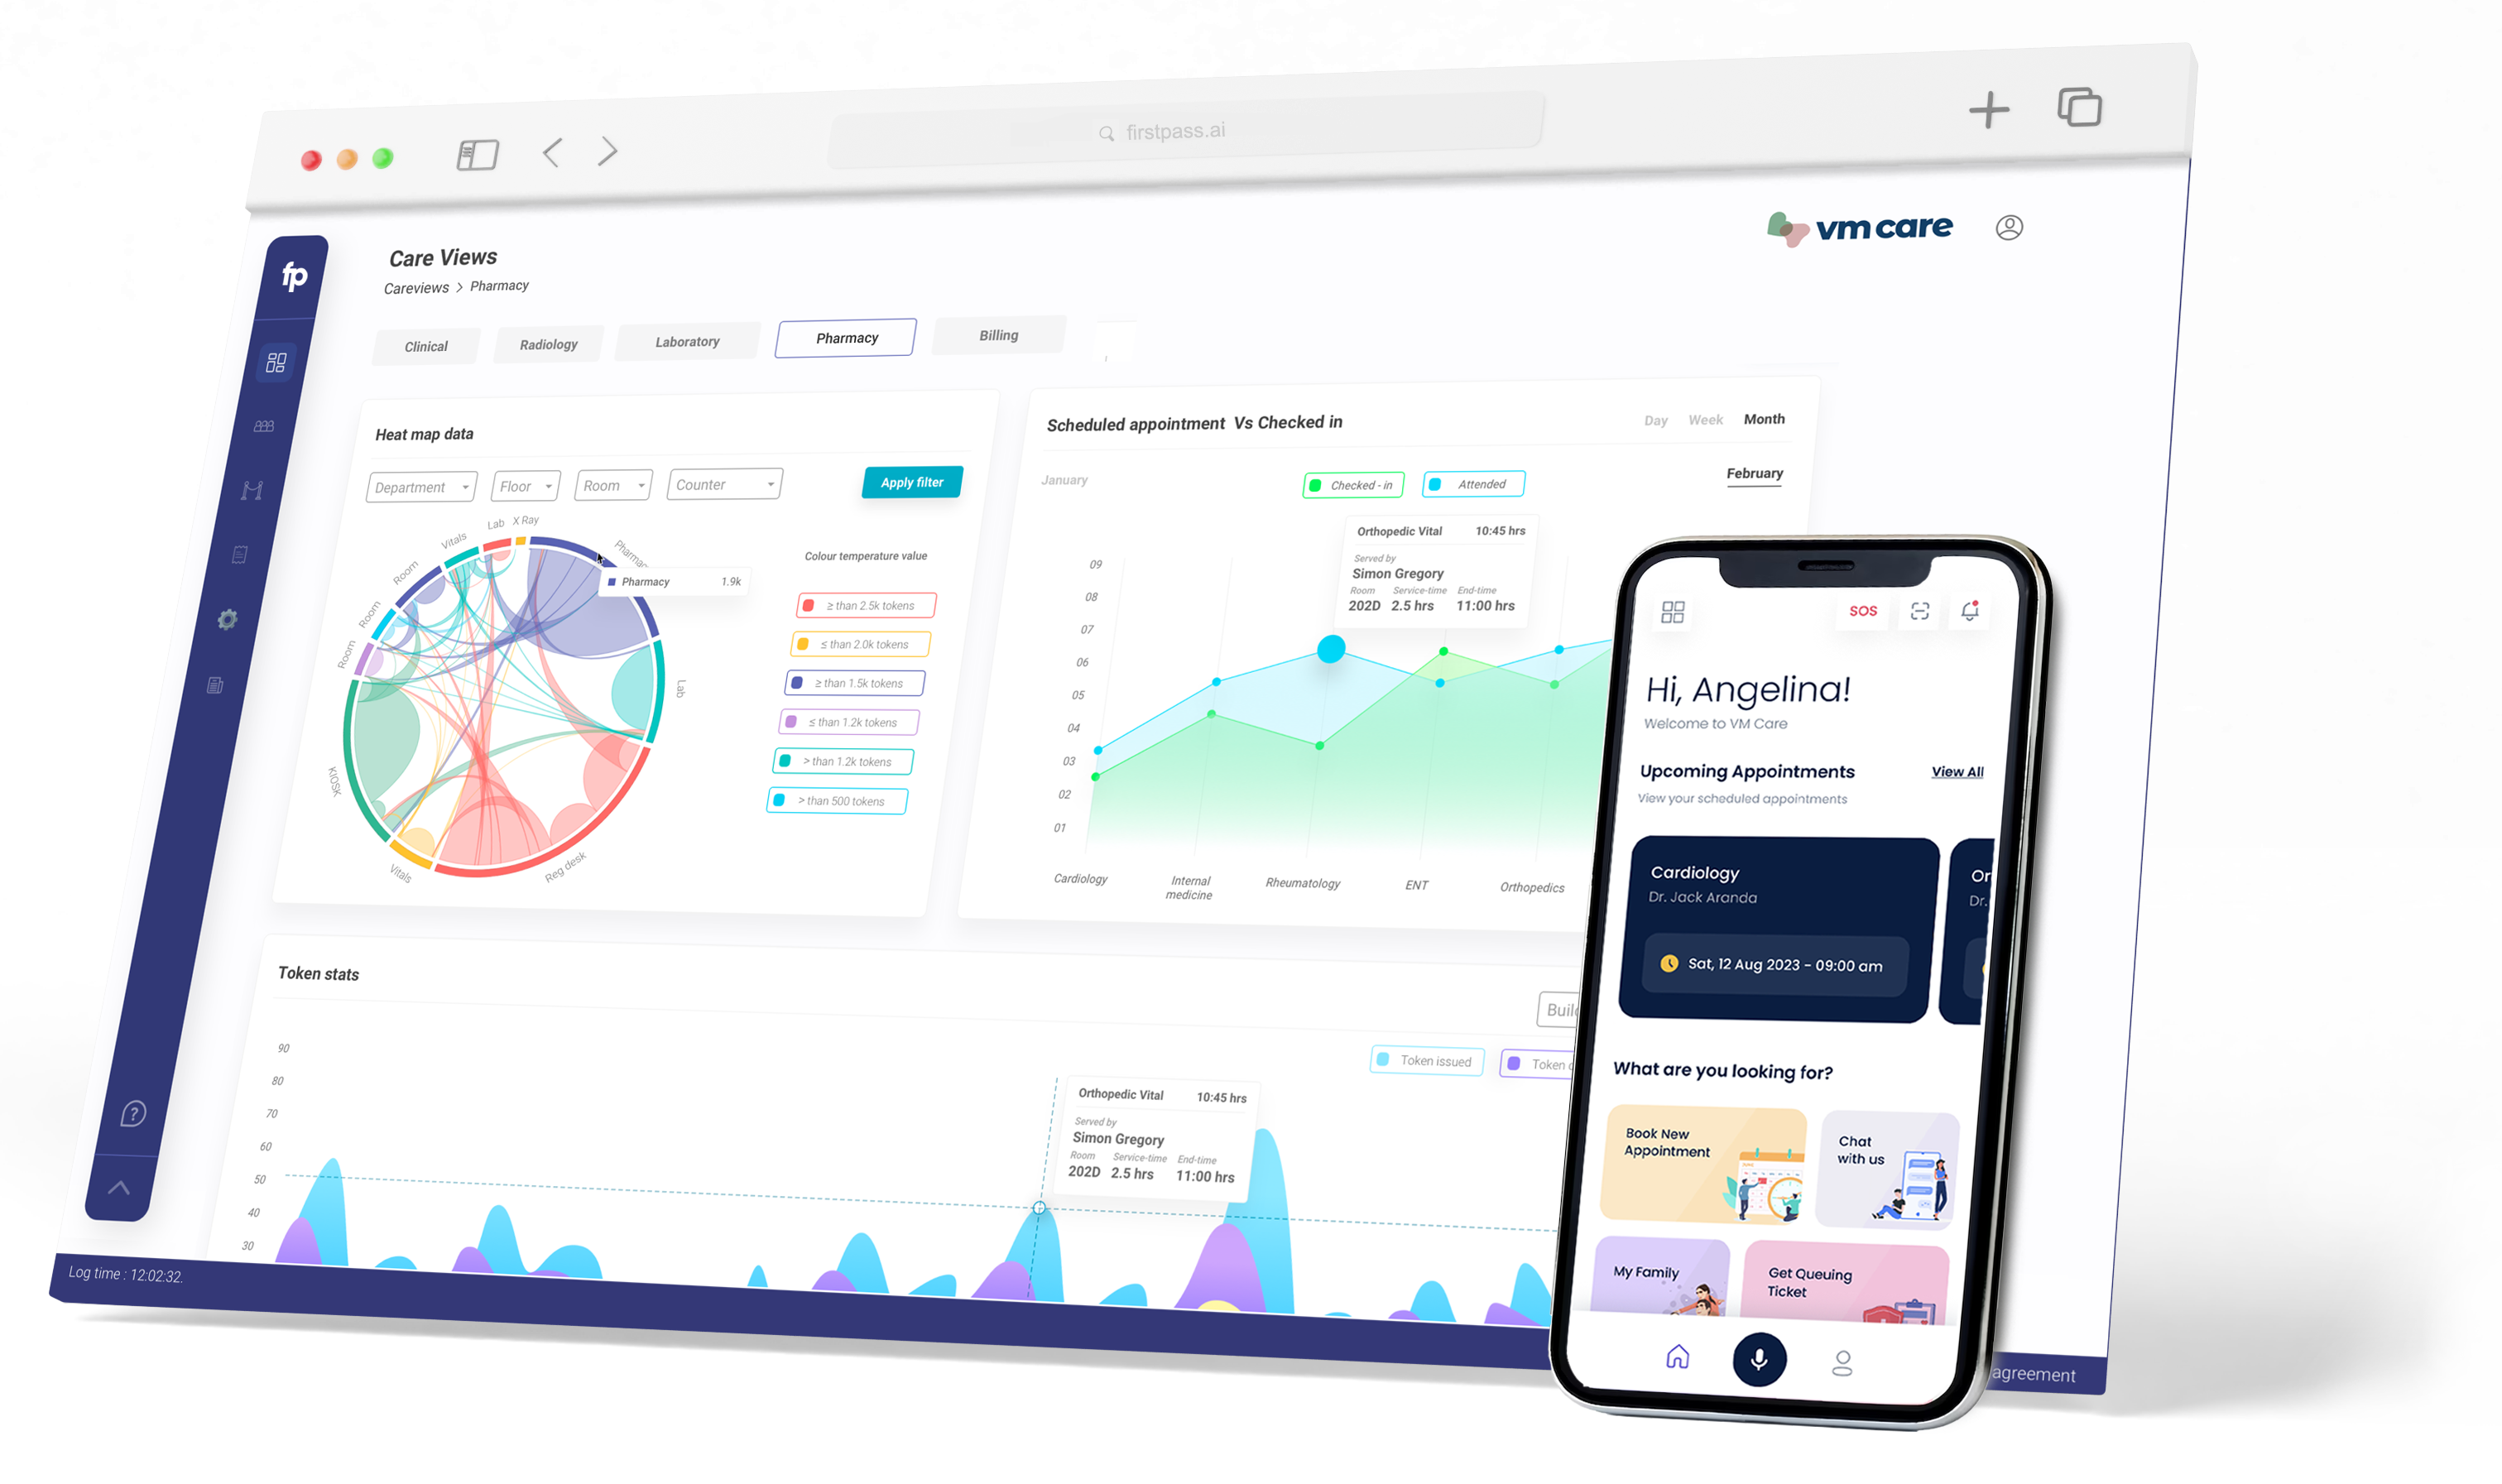 firstpass.ai
vm care
fp
Care Views
Careviews > Pharmacy
Clinical
Radiology
Laboratory
Pharmacy
Billing
Heat map data
Department
Floor
Room
Counter
Apply filter
Colour temperature value
≥ than 2.5k tokens
≤ than 2.0k tokens
≥ than 1.5k tokens
≤ than 1.2k tokens
> than 1.2k tokens
> than 500 tokens
X Ray
Lab
Vitals
Room
Room
Room
KIOSK
Vitals
Reg desk
Lab
Pharmacy 1.9k
Scheduled appointment Vs Checked in
Day
Week
Month
January
February
Checked - in
Attended
Orthopedic Vital 10:45 hrs
Served by
Simon Gregory
Room Service-time End-time
202D 2.5 hrs 11:00 hrs
09
08
07
06
05
04
03
02
01
Cardiology
Internal
medicine
Rheumatology
ENT
Orthopedics
Token stats
Token issued
Token
90
80
70
60
50
40
30
Orthopedic Vital 10:45 hrs
Served by
Simon Gregory
Room Service-time End-time
202D 2.5 hrs 11:00 hrs
Log time : 12:02:32.
agreement
SOS
Hi, Angelina!
Welcome to VM Care
Upcoming Appointments
View All
View your scheduled appointments
Cardiology
Dr. Jack Aranda
Sat, 12 Aug 2023 - 09:00 am
Or
Dr.
What are you looking for?
Book New
Appointment
Chat
with us
My Family
Get Queuing
Ticket